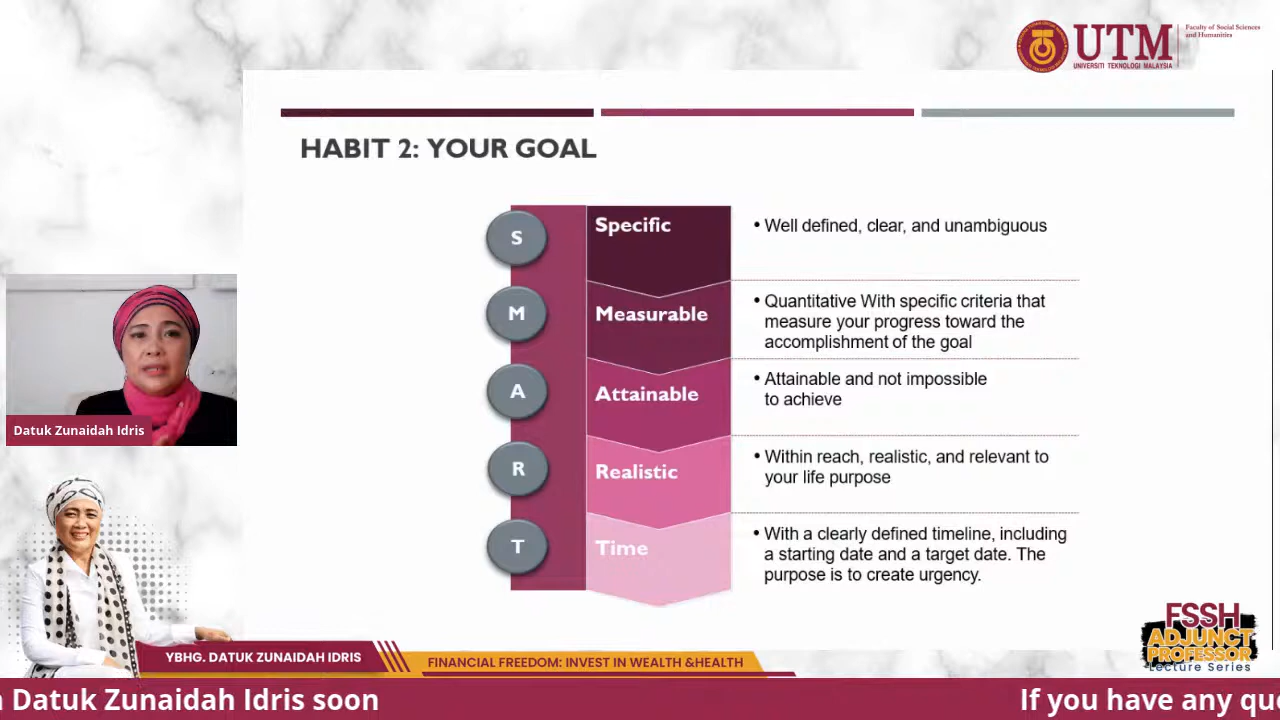 UTM
UNIVERSITI TEKNOLOGI MALAYSIA
Faculty of Social Sciences
and Humanities
HABIT 2: YOUR GOAL
S
Specific
• Well defined, clear, and unambiguous
M
Measurable
• Quantitative With specific criteria that
measure your progress toward the
accomplishment of the goal
A
Attainable
• Attainable and not impossible
to achieve
R
Realistic
• Within reach, realistic, and relevant to
your life purpose
T
Time
• With a clearly defined timeline, including
a starting date and a target date. The
purpose is to create urgency.
Datuk Zunaidah Idris
YBHG. DATUK ZUNAIDAH IDRIS
FINANCIAL FREEDOM: INVEST IN WEALTH &HEALTH
FSSH
ADJUNCT
PROFESSOR
Lecture Series
Datuk Zunaidah Idris soon
If you have any